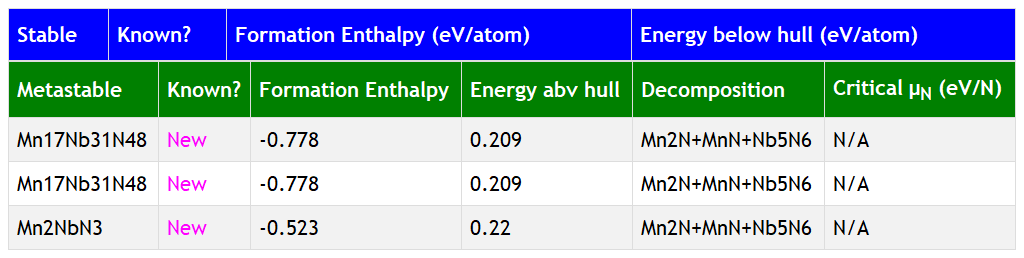 Stable Known? Formation Enthalpy (eV/atom) Energy below hull (eV/atom)
Metastable Known? Formation Enthalpy Energy abv hull Decomposition Critical μN (eV/N)
Mn17Nb31N48 New -0.778 0.209 Mn2N+MnN+Nb5N6 N/A
Mn17Nb31N48 New -0.778 0.209 Mn2N+MnN+Nb5N6 N/A
Mn2NbN3 New -0.523 0.22 Mn2N+MnN+Nb5N6 N/A